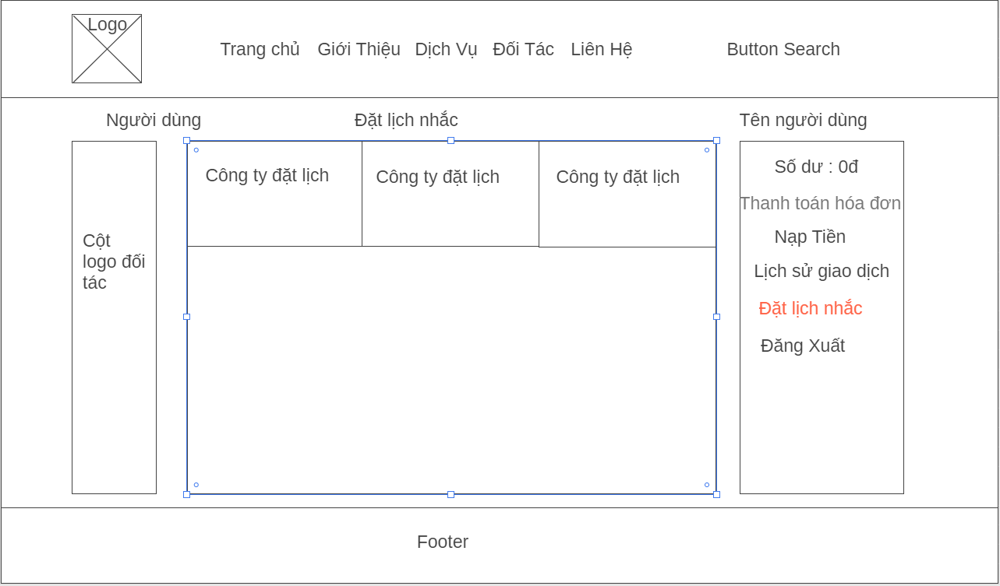 Logo
Trang chủ
Giới Thiệu
Dịch Vụ
Đối Tác
Liên Hệ
Button Search
Người dùng
Đặt lịch nhắc
Tên người dùng
Cột
logo đối
tác
Công ty đặt lịch
Công ty đặt lịch
Công ty đặt lịch
Số dư : 0đ
Thanh toán hóa đơn
Nạp Tiền
Lịch sử giao dịch
Đặt lịch nhắc
Đăng Xuất
Footer